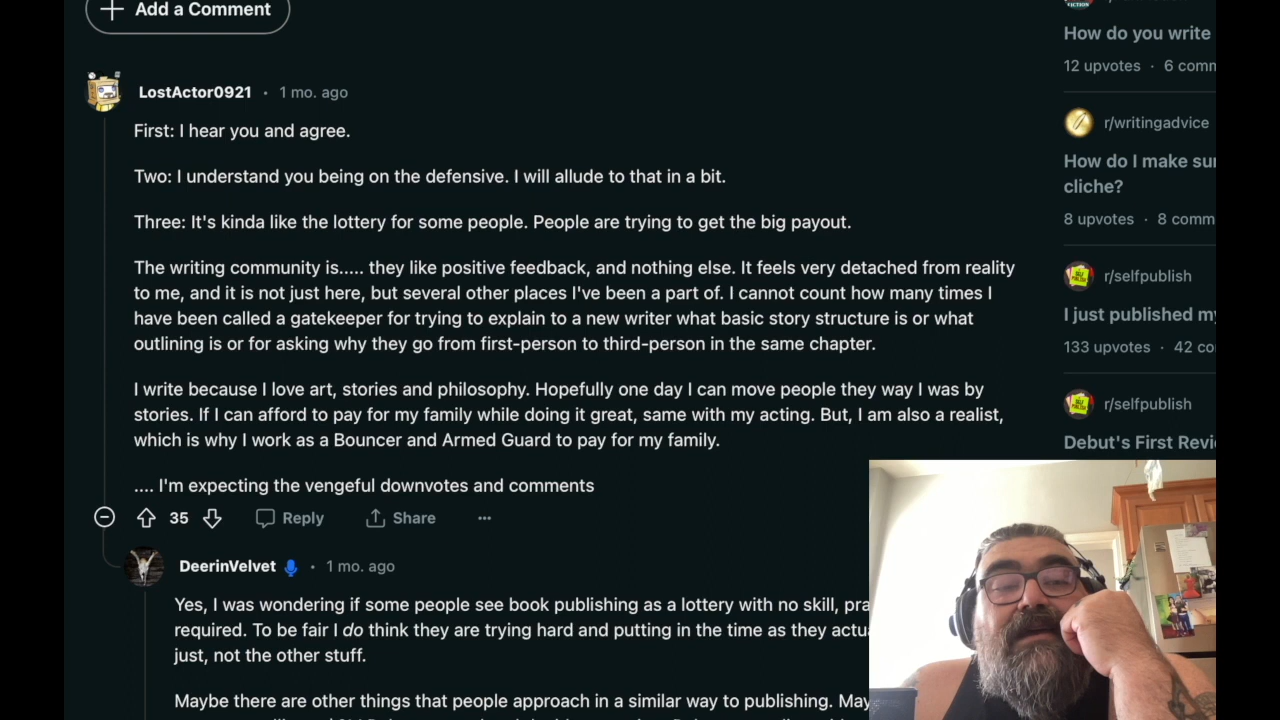 Add a Comment
LostActor0921 • 1 mo. ago
First: I hear you and agree.
Two: I understand you being on the defensive. I will allude to that in a bit.
Three: It's kinda like the lottery for some people. People are trying to get the big payout.
The writing community is..... they like positive feedback, and nothing else. It feels very detached from reality
to me, and it is not just here, but several other places I've been a part of. I cannot count how many times I
have been called a gatekeeper for trying to explain to a new writer what basic story structure is or what
outlining is or for asking why they go from first-person to third-person in the same chapter.
I write because I love art, stories and philosophy. Hopefully one day I can move people they way I was by
stories. If I can afford to pay for my family while doing it great, same with my acting. But, I am also a realist,
which is why I work as a Bouncer and Armed Guard to pay for my family.
.... I'm expecting the vengeful downvotes and comments
35 Reply Share ...
DeerinVelvet • 1 mo. ago
Yes, I was wondering if some people see book publishing as a lottery with no skill, pra
required. To be fair I do think they are trying hard and putting in the time as they actua
just, not the other stuff.
Maybe there are other things that people approach in a similar way to publishing. May
FICTION
How do you write
12 upvotes · 6 comm
r/writingadvice
How do I make sur
cliche?
8 upvotes · 8 comm
r/selfpublish
I just published my
133 upvotes · 42 co
r/selfpublish
Debut's First Revi